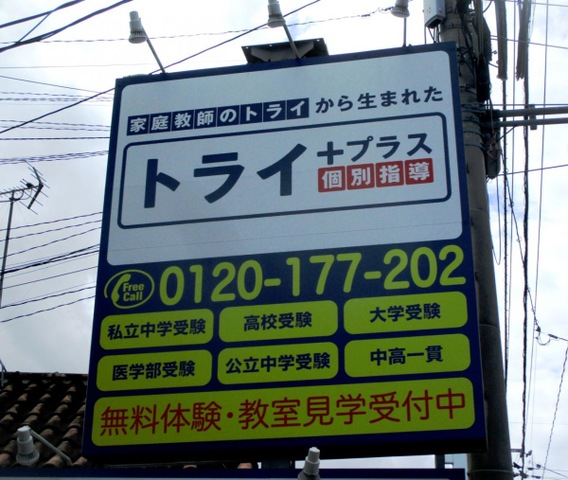 家庭教師のトライから生まれた
トライ+プラス
個別指導
Free Call 0120-177-202
私立中学受験 高校受験 大学受験
医学部受験 公立中学受験 中高一貫
無料体験・教室見学受付中